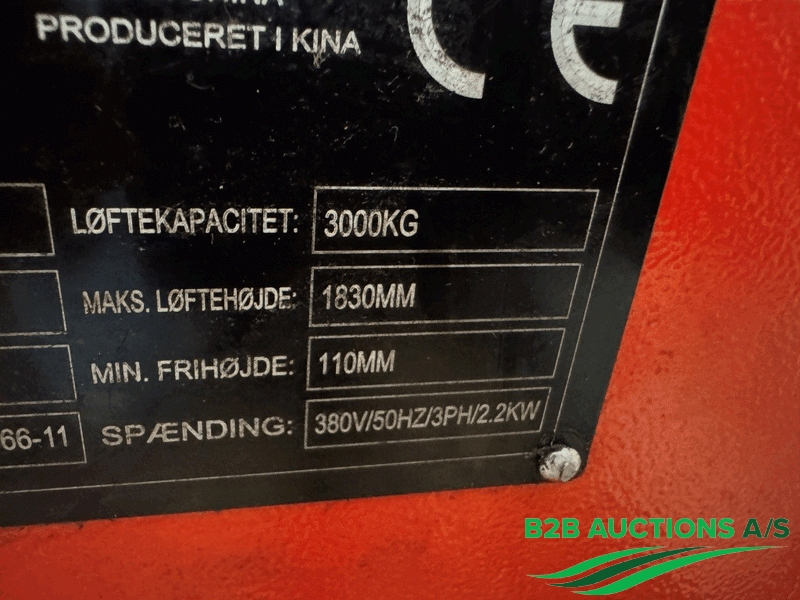 PRODUCERET I KINA
CE
LØFTEKAPACITET: 3000KG
MAKS. LØFTEHØJDE: 1830MM
MIN. FRIHØJDE: 110MM
66-11 SPÆNDING: 380V/50HZ/3PH/2.2KW
B2B AUCTIONS A/S